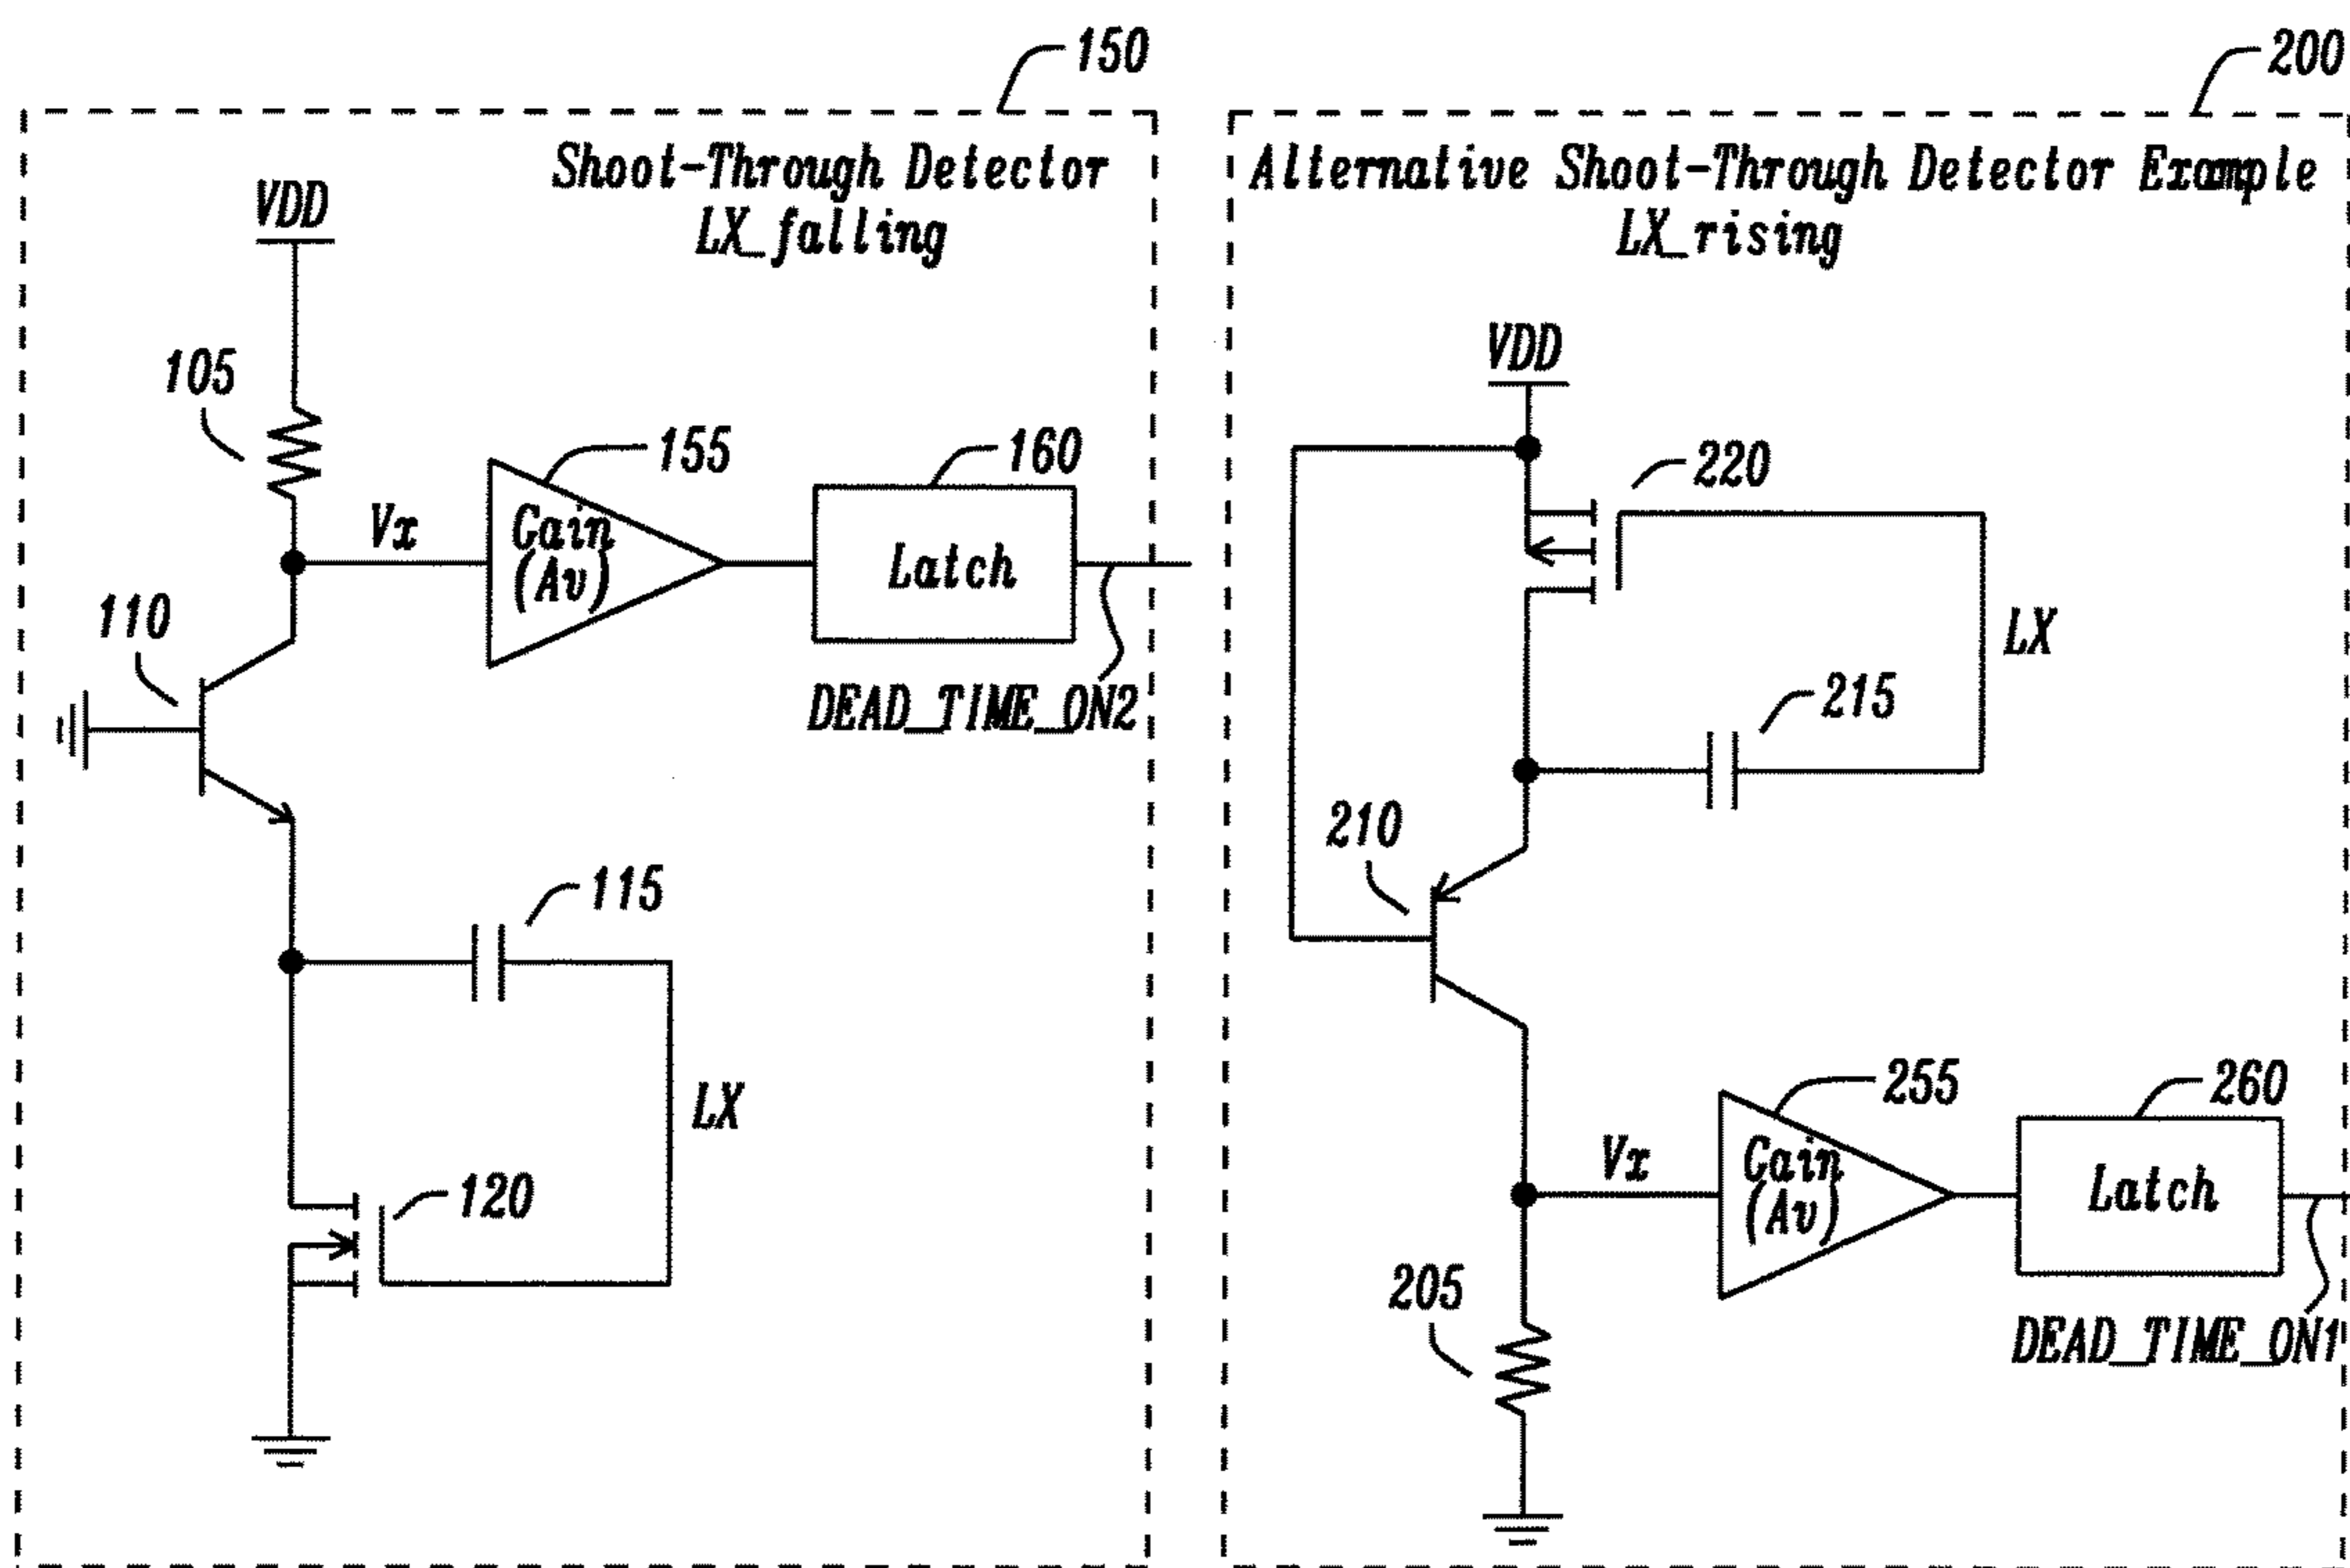 150
Shoot-Through Detector
LX_falling
VDD
105
155
160
Vx
Gain
(Av)
Latch
110
DEAD_TIME_ON2
115
LX
120
200
Alternative Shoot-Through Detector Example
LX_rising
VDD
220
LX
215
210
255
260
Vx
Gain
(Av)
Latch
205
DEAD_TIME_ON1